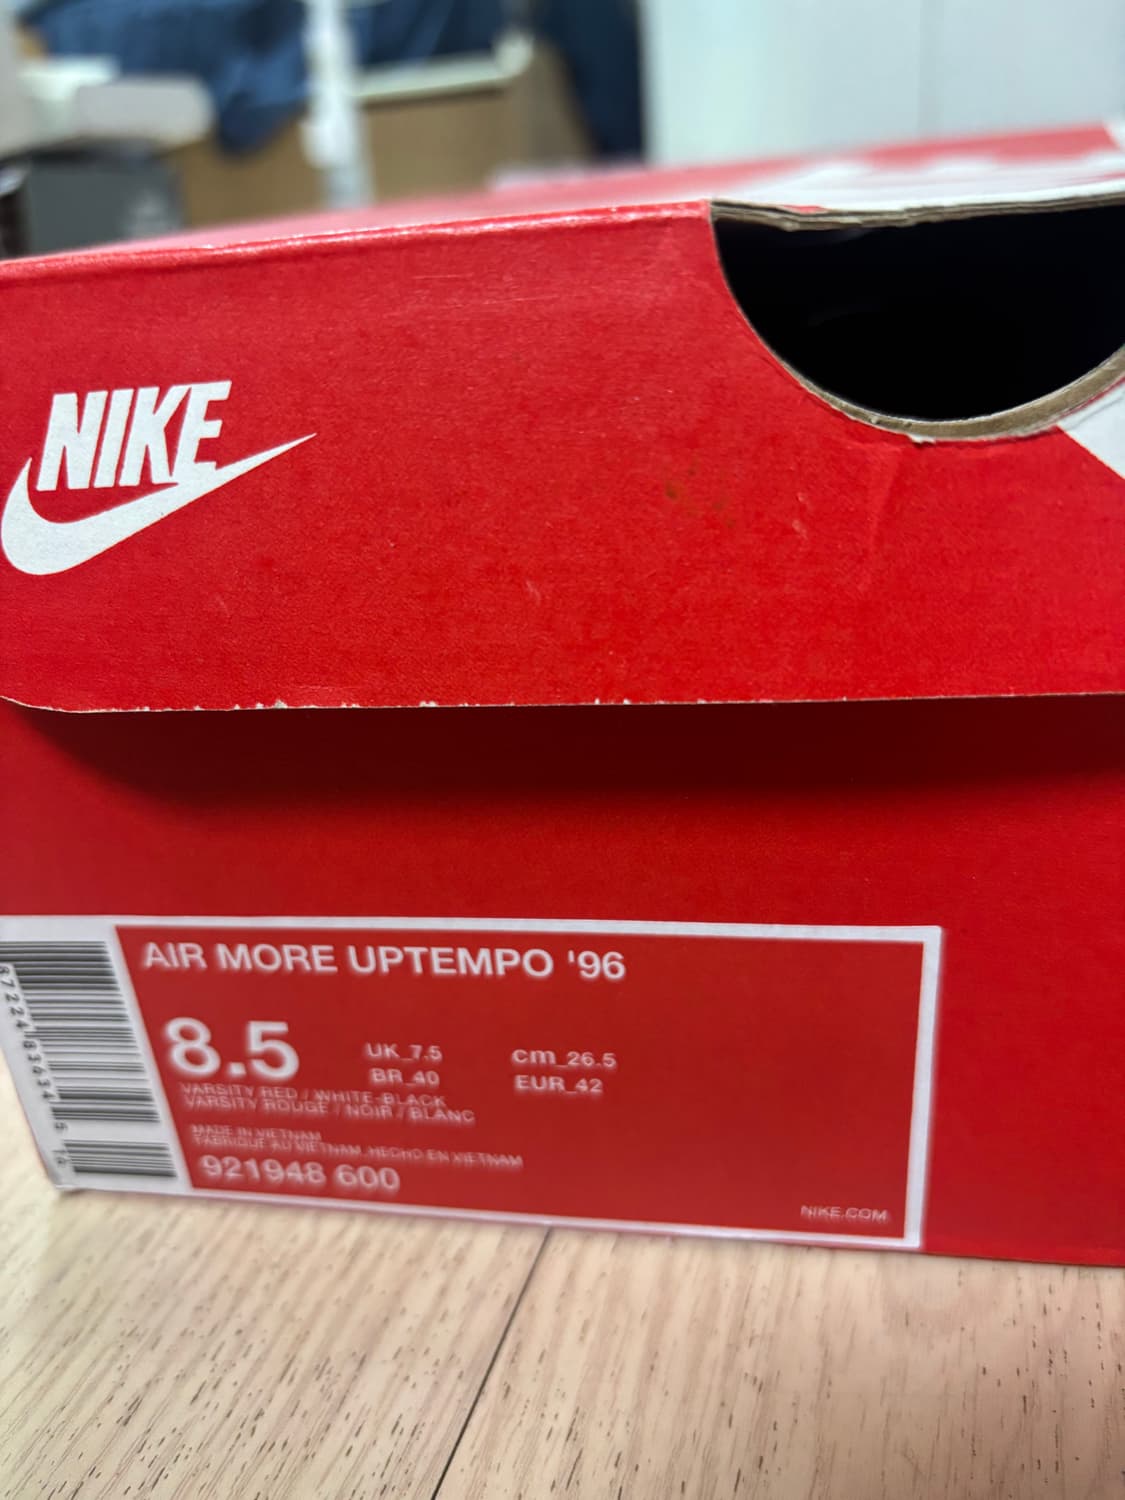 NIKE
AIR MORE UPTEMPO '96
8.5
UK_7.5
cm_26.5
BR_40
EUR_42
VARSITY RED / WHITE-BLACK
VARSITY ROUGE / NOIR / BLANC
MADE IN VIETNAM
FABRIQUÉ AU VIETNAM, HECHO EN VIETNAM
921948 600
NIKE.COM